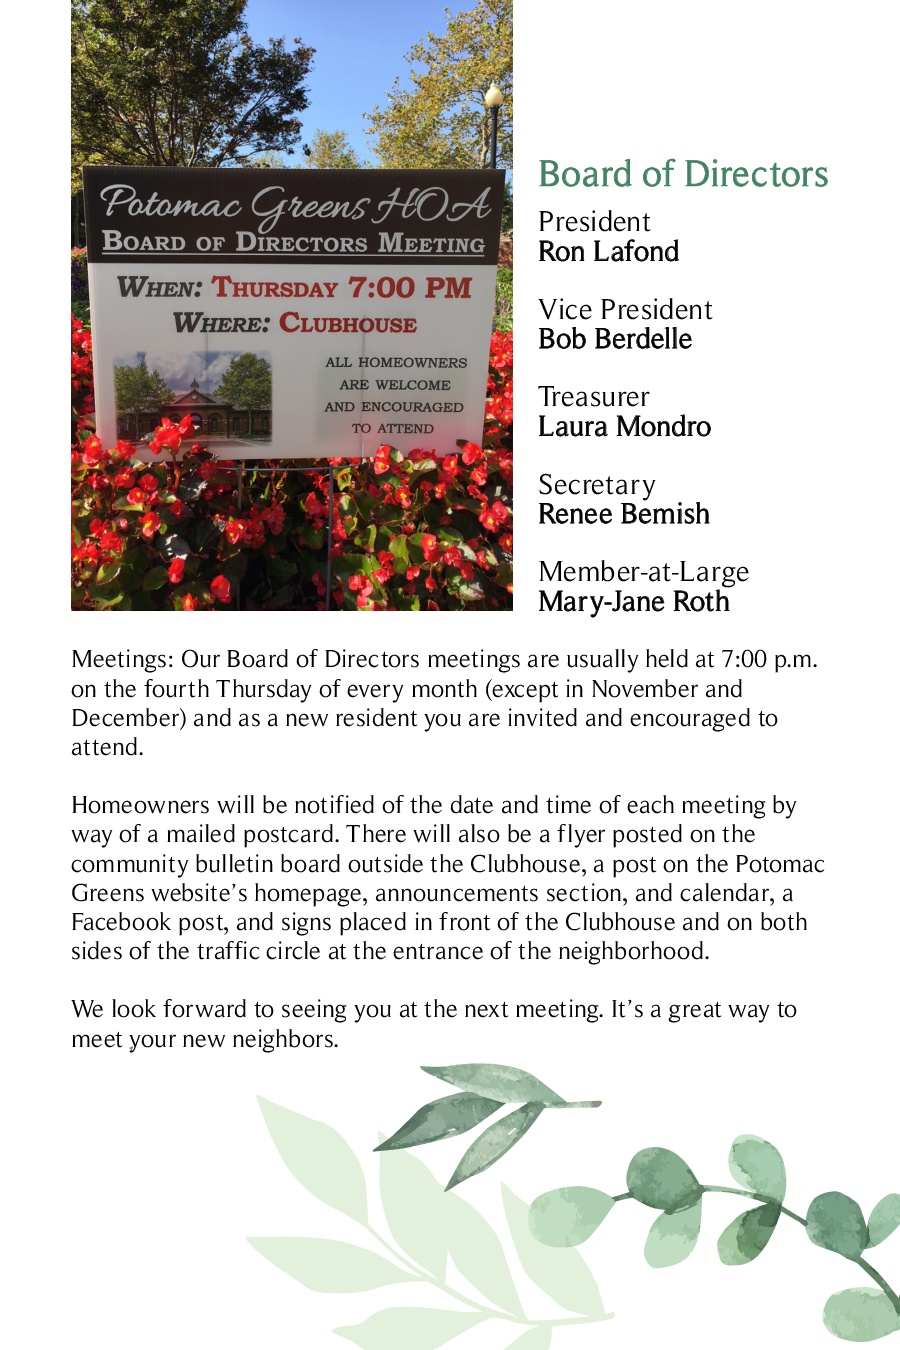 Potomac Greens HOA
Board of Directors Meeting
When: Thursday 7:00 PM
Where: Clubhouse
all homeowners
are welcome
and encouraged
to attend
Board of Directors
President
Ron Lafond
Vice President
Bob Berdelle
Treasurer
Laura Mondro
Secretary
Renee Bemish
Member-at-Large
Mary-Jane Roth
Meetings: Our Board of Directors meetings are usually held at 7:00 p.m.
on the fourth Thursday of every month (except in November and
December) and as a new resident you are invited and encouraged to
attend.
Homeowners will be notified of the date and time of each meeting by
way of a mailed postcard. There will also be a flyer posted on the
community bulletin board outside the Clubhouse, a post on the Potomac
Greens website’s homepage, announcements section, and calendar, a
Facebook post, and signs placed in front of the Clubhouse and on both
sides of the traffic circle at the entrance of the neighborhood.
We look forward to seeing you at the next meeting. It’s a great way to
meet your new neighbors.